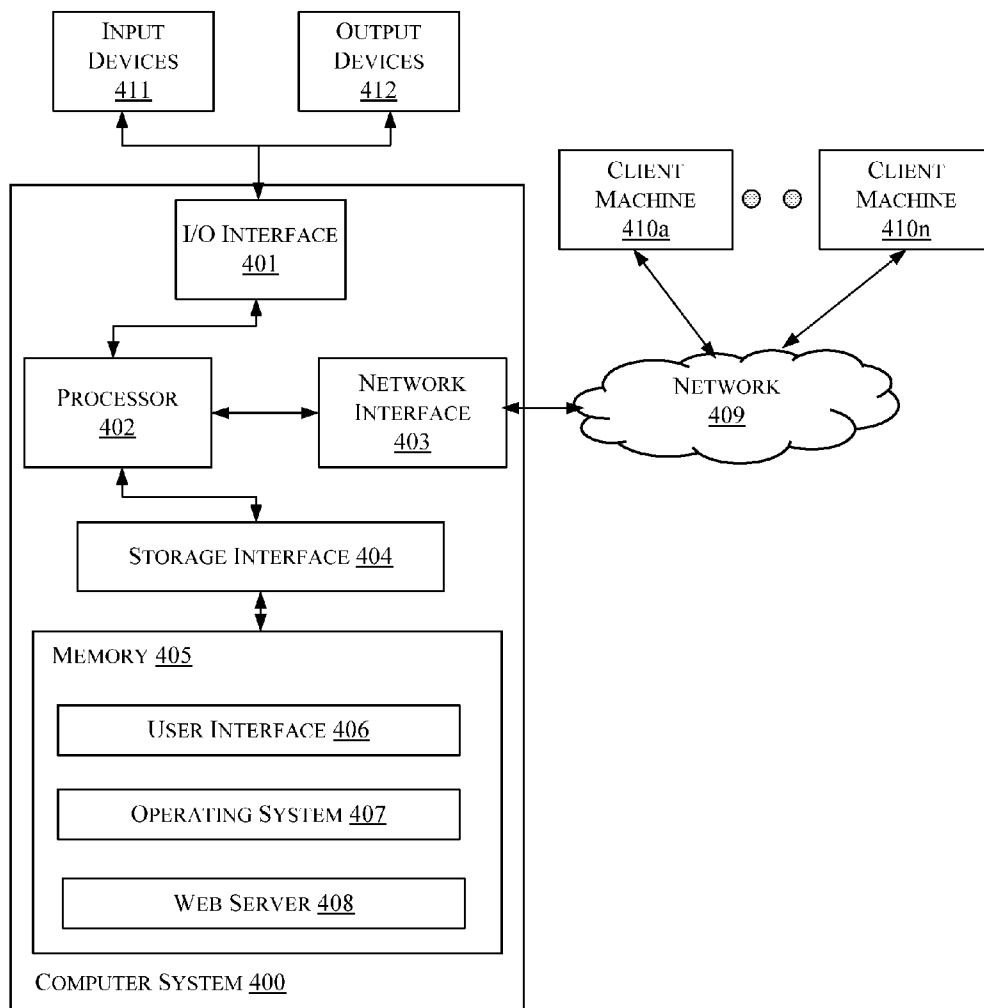 INPUT
DEVICES
411
OUTPUT
DEVICES
412
CLIENT
MACHINE
410a
CLIENT
MACHINE
410n
I/O INTERFACE
401
PROCESSOR
402
NETWORK
INTERFACE
403
NETWORK
409
STORAGE INTERFACE 404
MEMORY 405
USER INTERFACE 406
OPERATING SYSTEM 407
WEB SERVER 408
COMPUTER SYSTEM 400